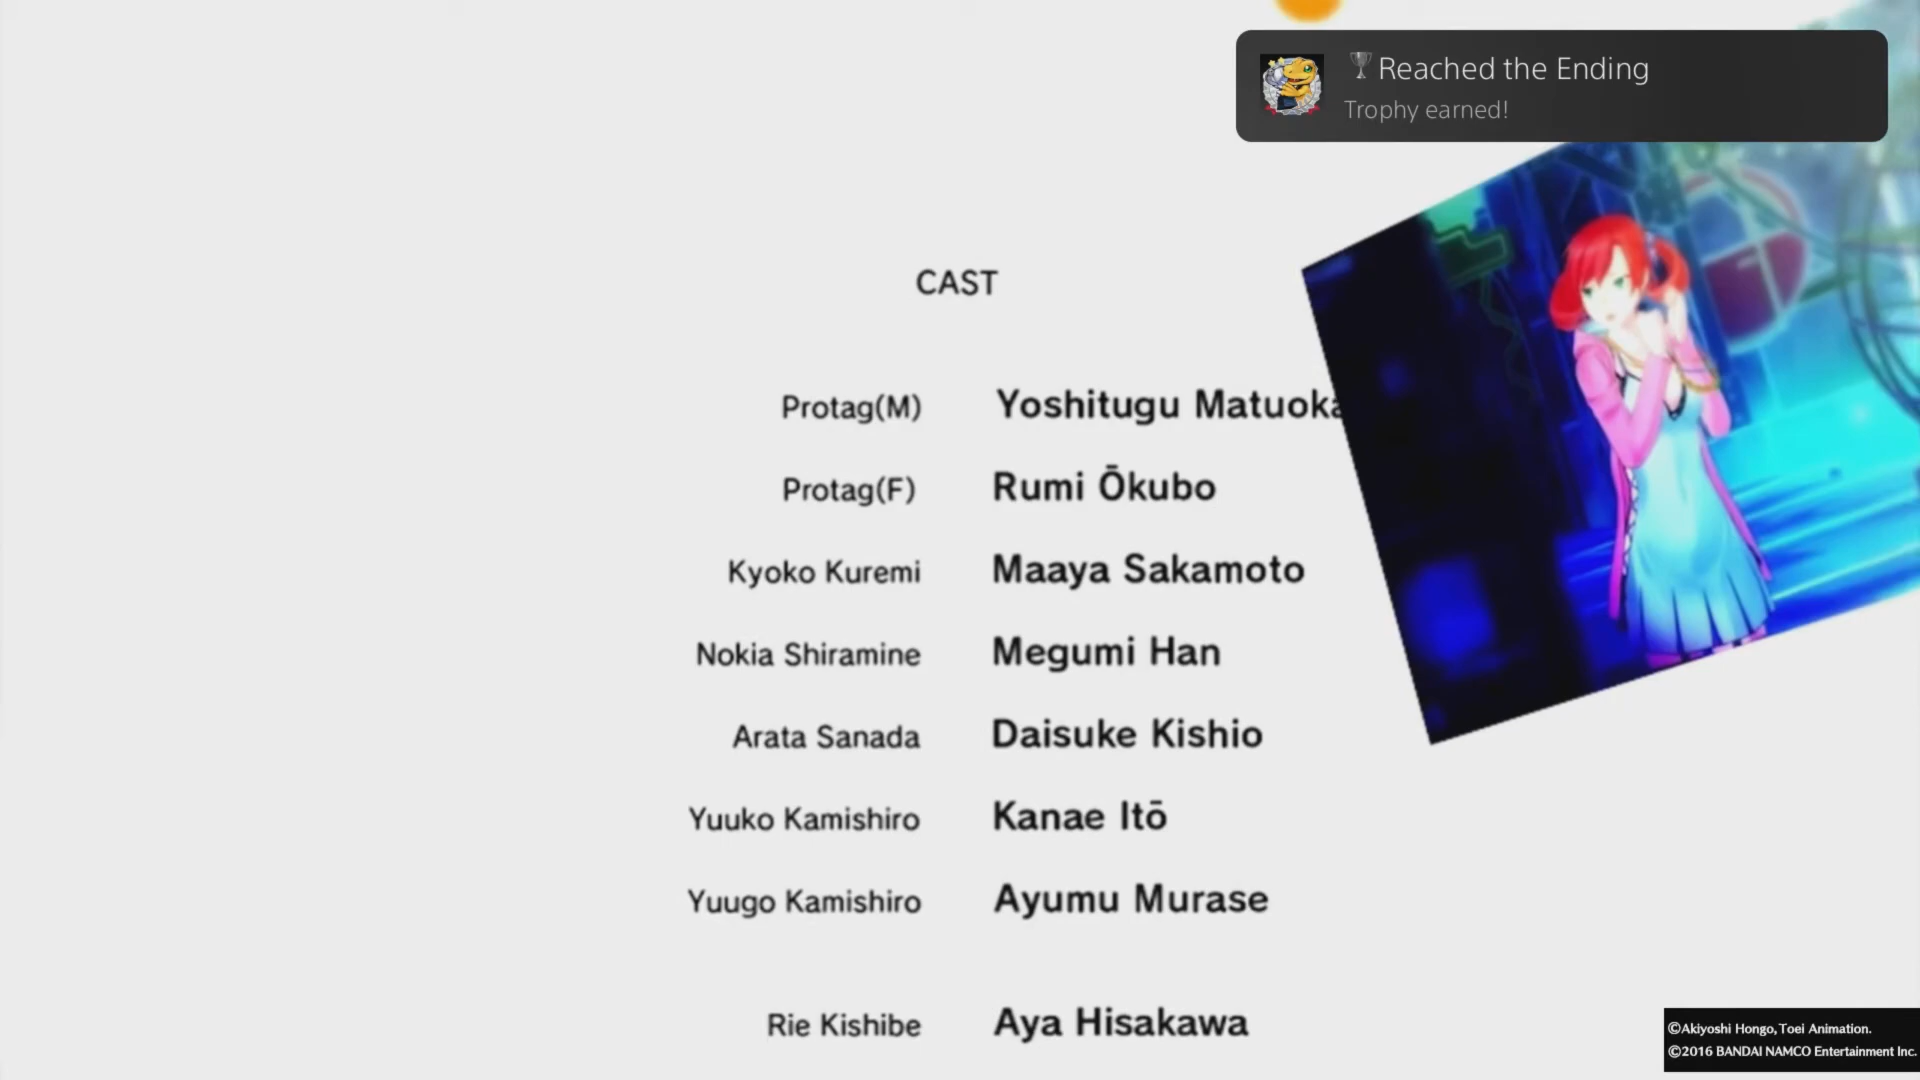 Reached the Ending
Trophy earned!
CAST
Protag(M) Yoshitugu Matuoka
Protag(F) Rumi Ōkubo
Kyoko Kuremi Maaya Sakamoto
Nokia Shiramine Megumi Han
Arata Sanada Daisuke Kishio
Yuuko Kamishiro Kanae Itō
Yuugo Kamishiro Ayumu Murase
Rie Kishibe Aya Hisakawa
©Akiyoshi Hongo, Toei Animation.
©2016 BANDAI NAMCO Entertainment Inc.